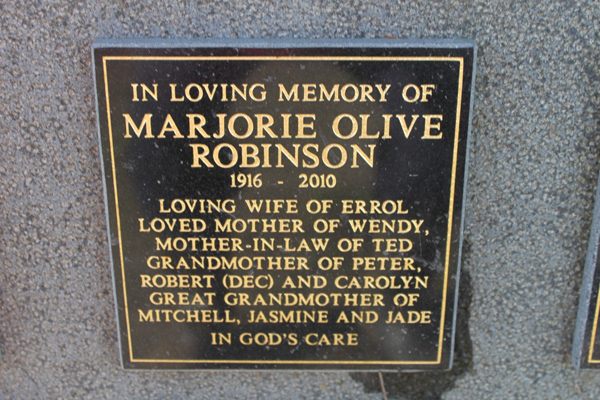 IN LOVING MEMORY OF
MARJORIE OLIVE
ROBINSON
1916 - 2010
LOVING WIFE OF ERROL
LOVED MOTHER OF WENDY,
MOTHER-IN-LAW OF TED
GRANDMOTHER OF PETER,
ROBERT (DEC) AND CAROLYN
GREAT GRANDMOTHER OF
MITCHELL, JASMINE AND JADE
IN GOD'S CARE